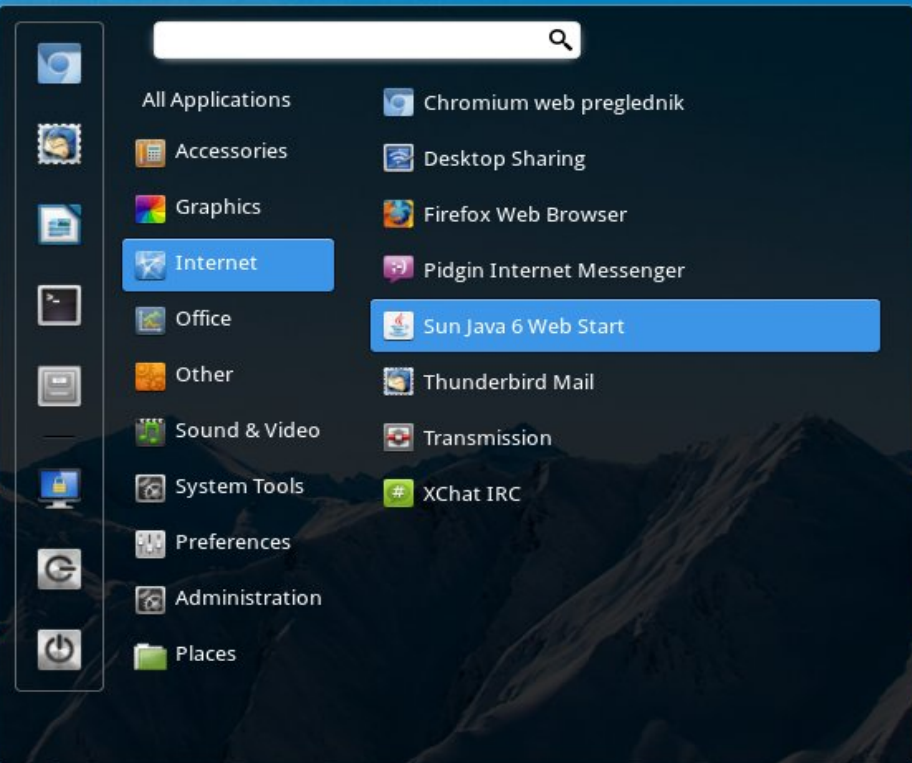 All Applications
Accessories
Graphics
Internet
Office
Other
Sound & Video
System Tools
Preferences
Administration
Places
Chromium web preglednik
Desktop Sharing
Firefox Web Browser
Pidgin Internet Messenger
Sun Java 6 Web Start
Thunderbird Mail
Transmission
XChat IRC